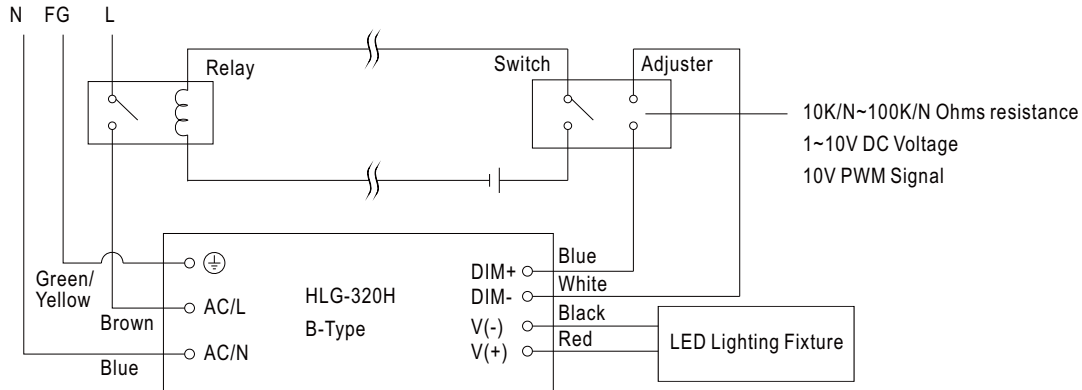 N FG L
Relay
Switch
Adjuster
10K/N~100K/N Ohms resistance
1~10V DC Voltage
10V PWM Signal
Green/
Yellow
Brown
Blue
AC/L
AC/N
HLG-320H
B-Type
DIM+
DIM-
V(-)
V(+)
Blue
White
Black
Red
LED Lighting Fixture